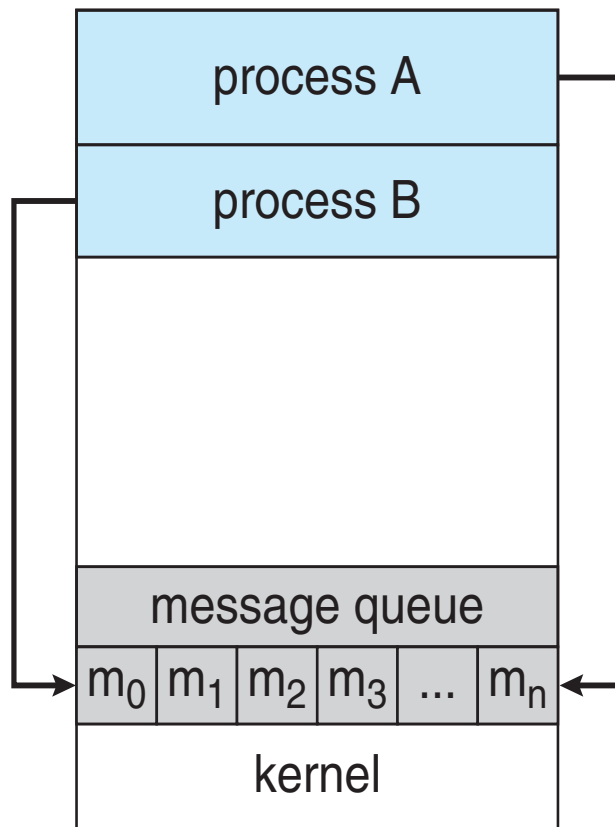 process A
process B
message queue
m0 m1 m2 m3 ... mn
kernel